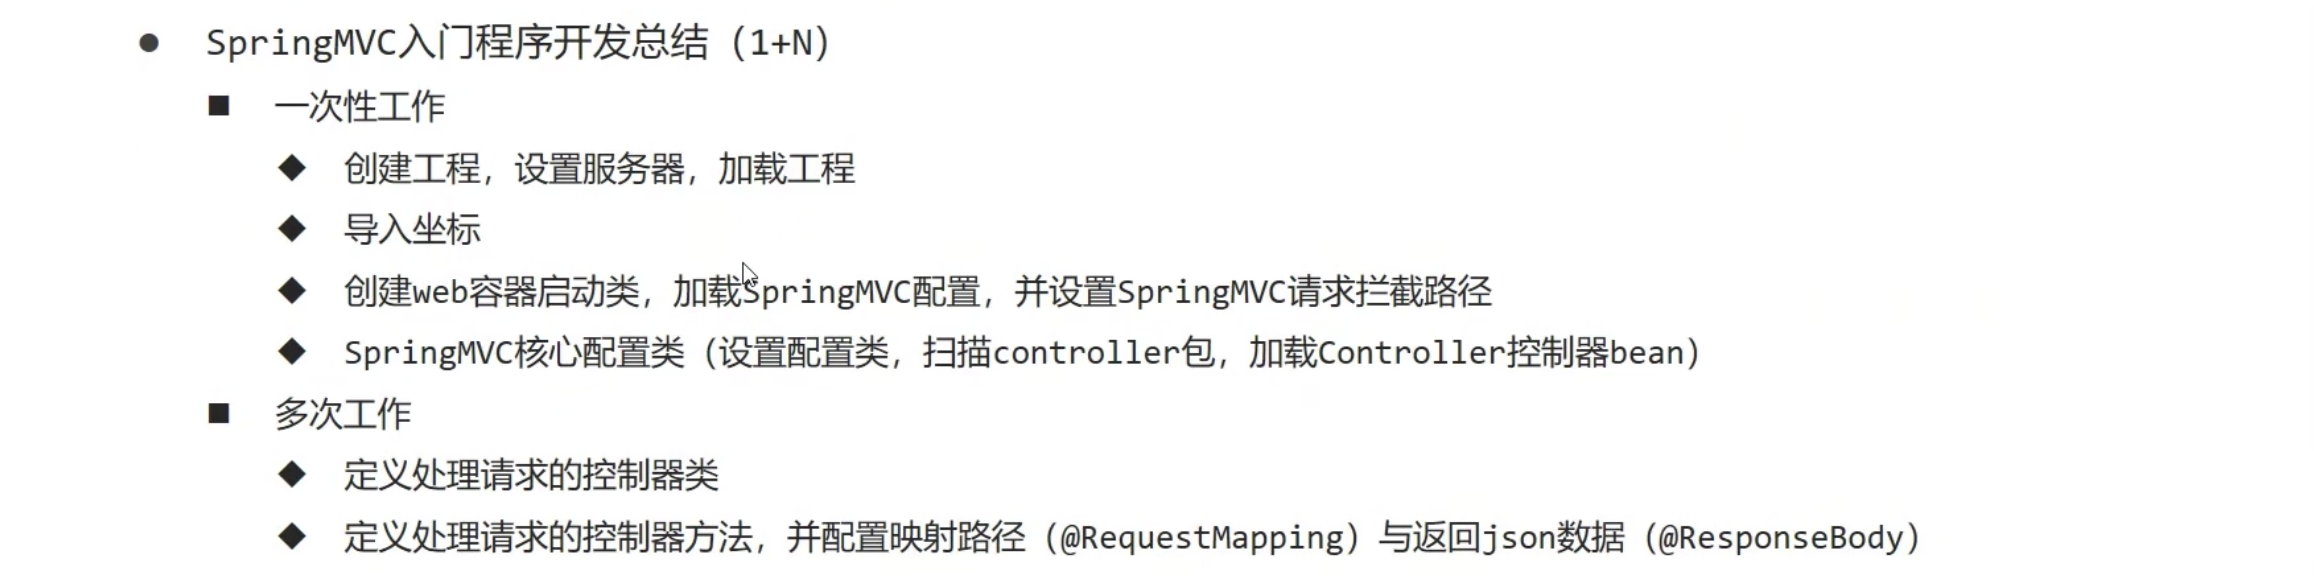 SpringMVC入门程序开发总结（1+N）
一次性工作
创建工程，设置服务器，加载工程
导入坐标
创建web容器启动类，加载SpringMVC配置，并设置SpringMVC请求拦截路径
SpringMVC核心配置类（设置配置类，扫描controller包，加载Controller控制器bean）
多次工作
定义处理请求的控制器类
定义处理请求的控制器方法，并配置映射路径（@RequestMapping）与返回json数据（@ResponseBody）